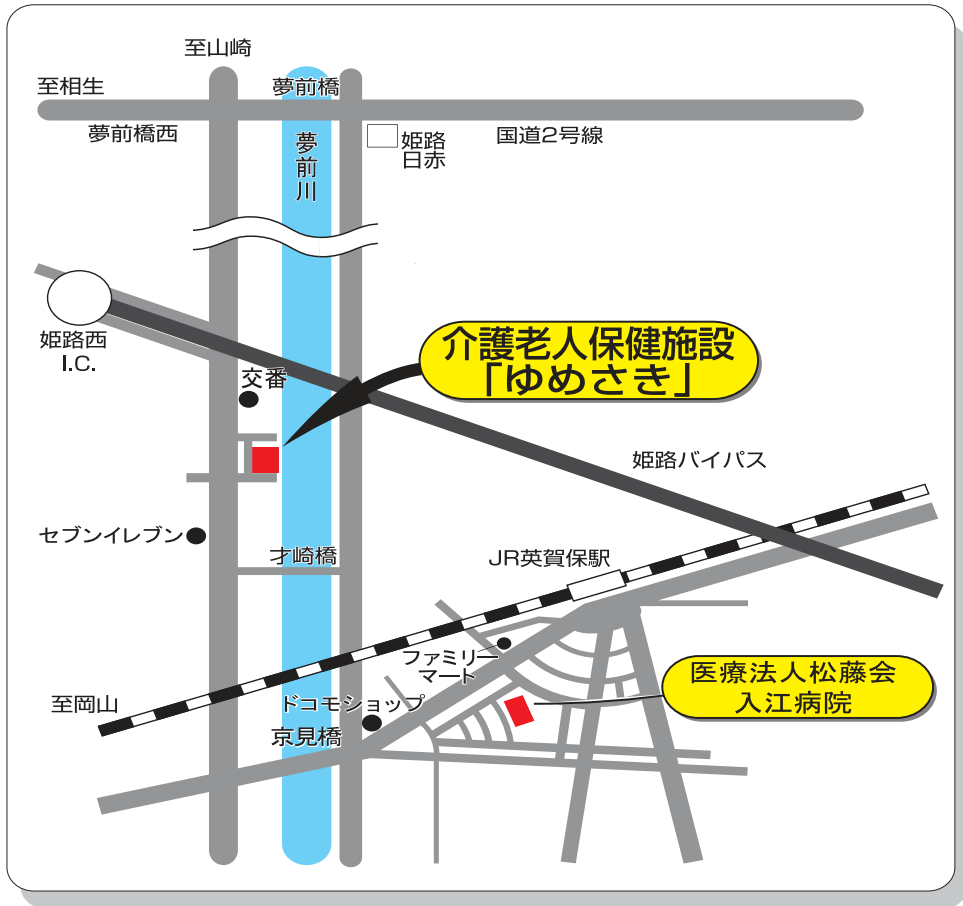 至山崎
至相生
夢前橋
夢前橋西
夢前川
姫路
日赤
国道2号線
姫路西
I.C.
交番
介護老人保健施設
「ゆめさき」
姫路バイパス
セブンイレブン
才崎橋
JR英賀保駅
ファミリー
マート
医療法人松藤会
入江病院
至岡山
ドコモショップ
京見橋